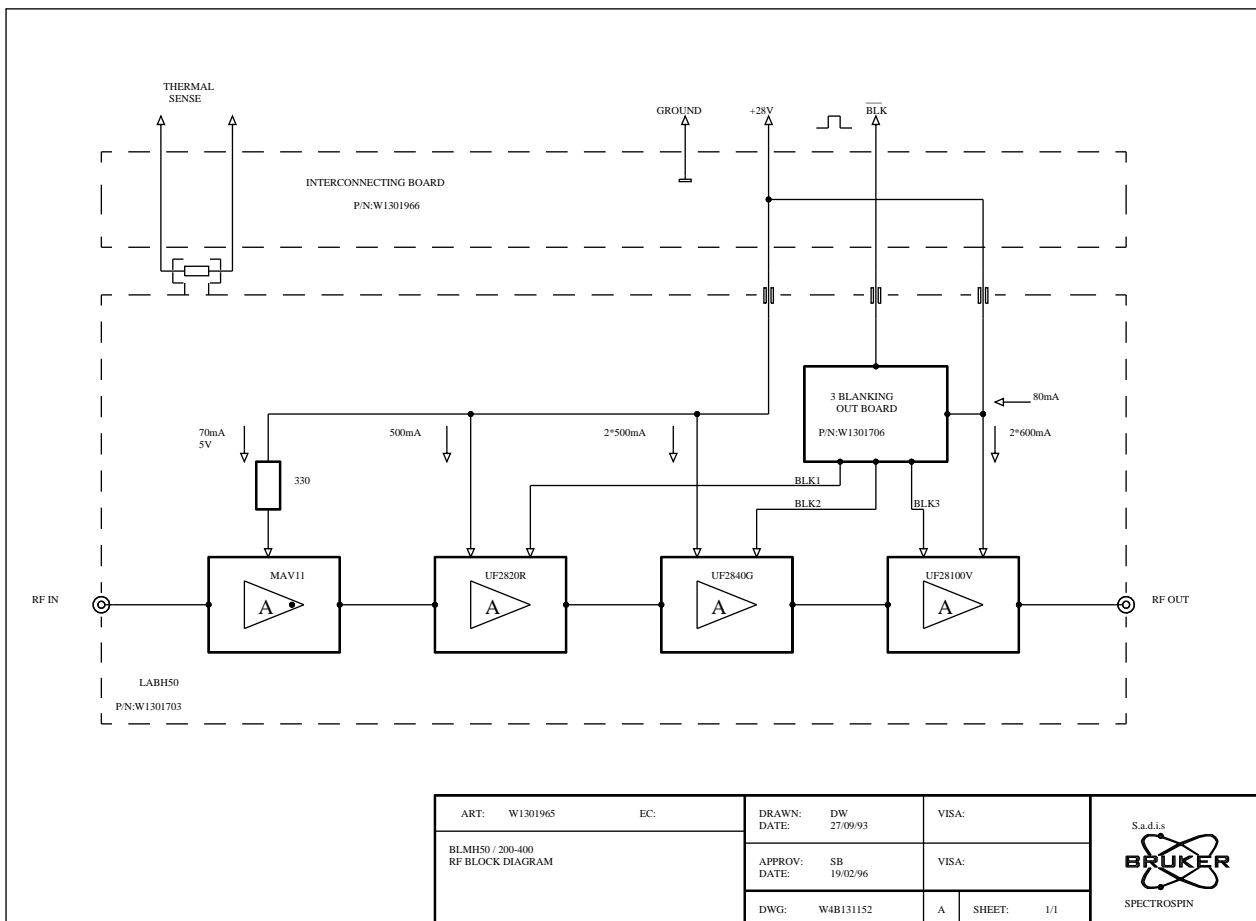 THERMAL
SENSE
GROUND
+28V
BLK
INTERCONNECTING BOARD
P/N:W1301966
3 BLANKING
OUT BOARD
P/N:W1301706
80mA
70mA
5V
500mA
2*500mA
2*600mA
330
BLK1
BLK2
BLK3
MAV11
UF2820R
UF2840G
UF28100V
RF IN
A
A
A
A
RF OUT
LABH50
P/N:W1301703
ART: W1301965 EC:
BLMH50 / 200-400
RF BLOCK DIAGRAM
DRAWN: DW
DATE: 27/09/93
VISA:
APPROV: SB
DATE: 19/02/96
VISA:
DWG: W4B131152 A SHEET: 1/1
S.a.d.i.s
BRUKER
SPECTROSPIN